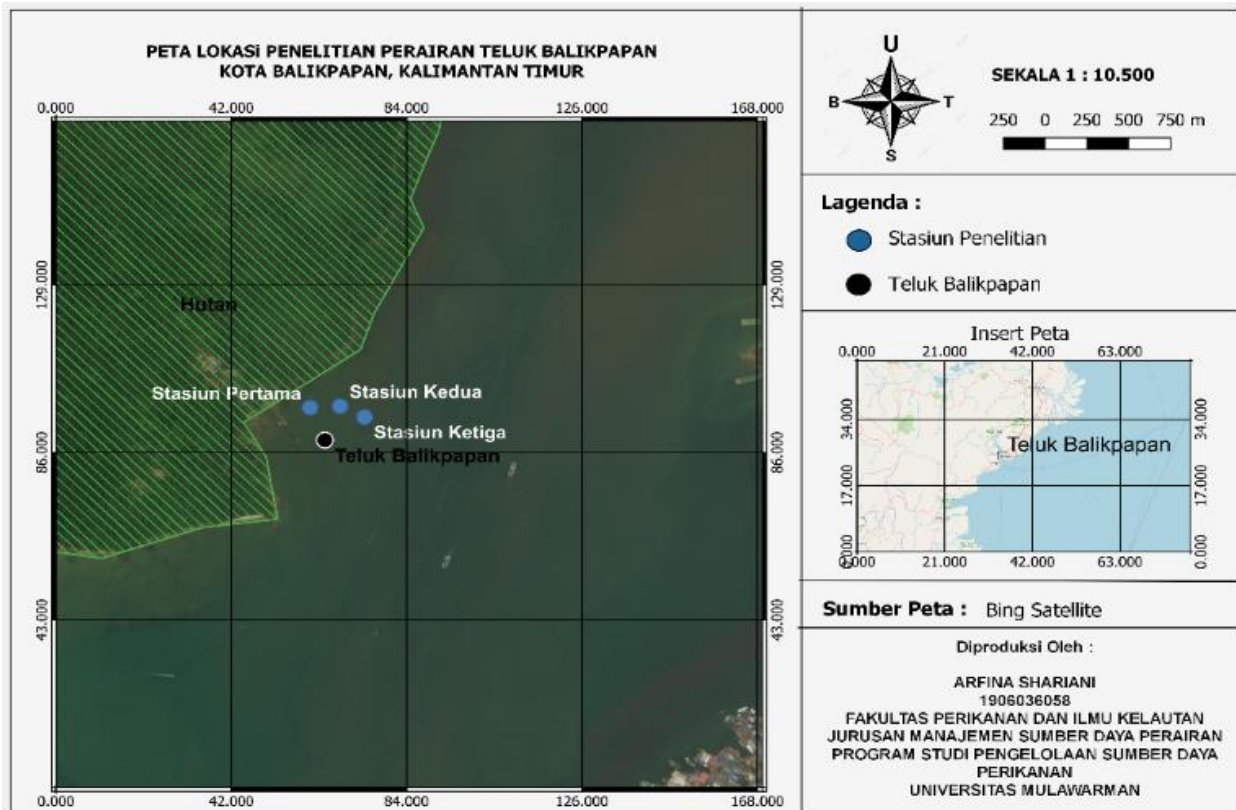 PETA LOKASi PENELITIAN PERAIRAN TELUK BALIKPAPAN
KOTA BALIKPAPAN, KALIMANTAN TIMUR
0.000 42.000 84.000 126.000 168.000
129.000 129.000
86.000 86.000
43.000 43.000
Hutan
Stasiun Pertama
Stasiun Kedua
Stasiun Ketiga
Teluk Balikpapan
0.000 42.000 84.000 126.000 168.000
U
B T
S
SEKALA 1 : 10.500
250 0 250 500 750 m
Lagenda :
Stasiun Penelitian
Teluk Balikpapan
Insert Peta
0.000 21.000 42.000 63.000
34.000 34.000
Teluk Balikpapan
17.000 17.000
0.000 0.000
0.000 21.000 42.000 63.000
Sumber Peta : Bing Satellite
Diproduksi Oleh :
ARFINA SHARIANI
1906036058
FAKULTAS PERIKANAN DAN ILMU KELAUTAN
JURUSAN MANAJEMEN SUMBER DAYA PERAIRAN
PROGRAM STUDI PENGELOLAAN SUMBER DAYA
PERIKANAN
UNIVERSITAS MULAWARMAN